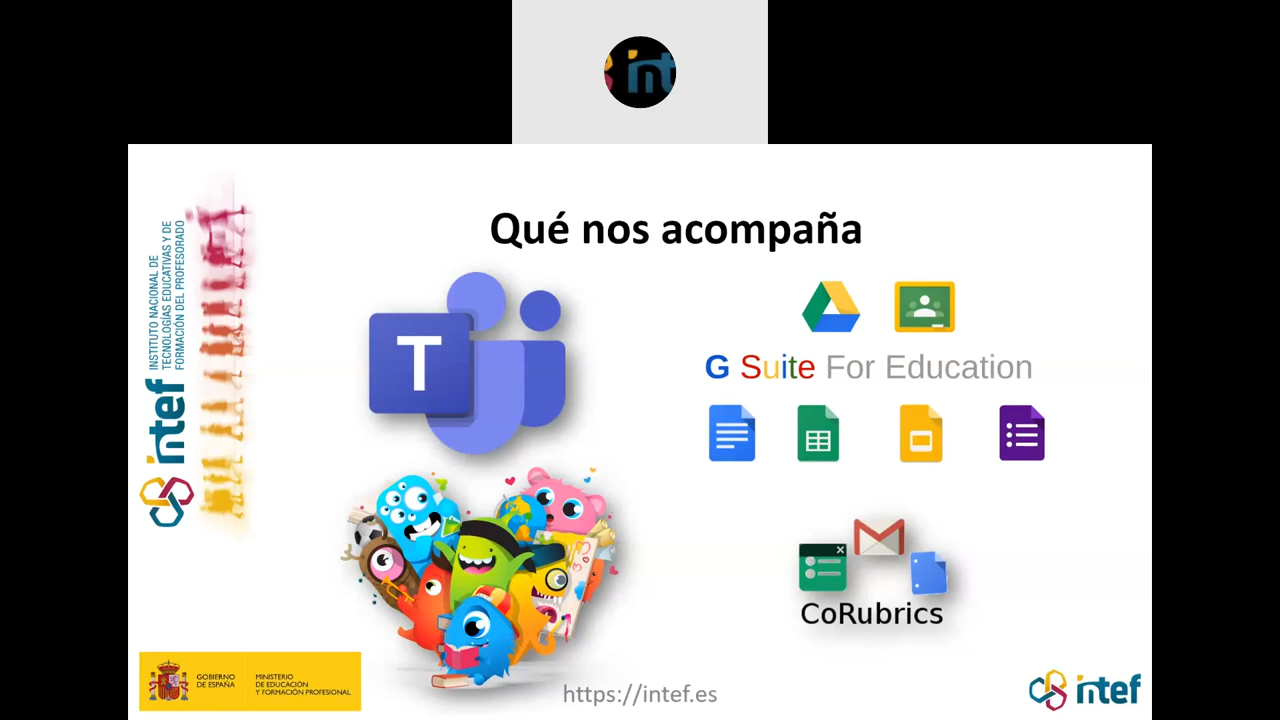 int
Qué nos acompaña
INSTITUTO NACIONAL DE
TECNOLOGÍAS EDUCATIVAS Y DE
FORMACIÓN DEL PROFESORADO
intef
T
G Suite For Education
CoRubrics
GOBIERNO
DE ESPAÑA
MINISTERIO
DE EDUCACIÓN
Y FORMACIÓN PROFESIONAL
https://intef.es
intef